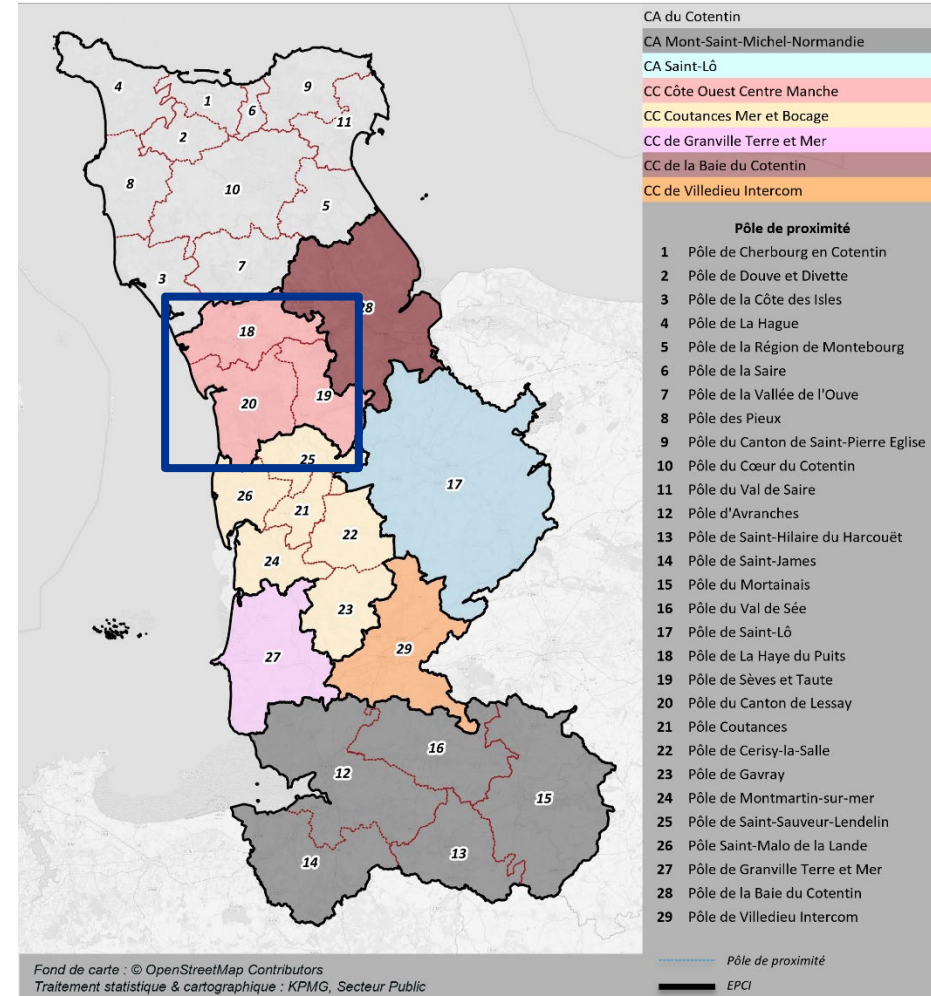 CA du Cotentin
CA Mont-Saint-Michel-Normandie
CA Saint-Lô
CC Côte Ouest Centre Manche
CC Coutances Mer et Bocage
CC de Granville Terre et Mer
CC de la Baie du Cotentin
CC de Villedieu Intercom
Pôle de proximité
1 Pôle de Cherbourg en Cotentin
2 Pôle de Douve et Divette
3 Pôle de la Côte des Isles
4 Pôle de La Hague
5 Pôle de la Région de Montebourg
6 Pôle de la Saire
7 Pôle de la Vallée de l'Ouve
8 Pôle des Pieux
9 Pôle du Canton de Saint-Pierre Eglise
10 Pôle du Cœur du Cotentin
11 Pôle du Val de Saire
12 Pôle d'Avranches
13 Pôle de Saint-Hilaire du Harcouët
14 Pôle de Saint-James
15 Pôle du Mortainais
16 Pôle du Val de Sée
17 Pôle de Saint-Lô
18 Pôle de La Haye du Puits
19 Pôle de Sèves et Taute
20 Pôle du Canton de Lessay
21 Pôle Coutances
22 Pôle de Cerisy-la-Salle
23 Pôle de Gavray
24 Pôle de Montmartin-sur-mer
25 Pôle de Saint-Sauveur-Lendelin
26 Pôle Saint-Malo de la Lande
27 Pôle de Granville Terre et Mer
28 Pôle de la Baie du Cotentin
29 Pôle de Villedieu Intercom
Pôle de proximité
EPCI
4
1
6
9
11
2
8
10
5
3
7
28
18
19
20
25
17
26
21
22
24
23
27
29
16
12
15
14
13
Fond de carte : © OpenStreetMap Contributors
Traitement statistique & cartographique : KPMG, Secteur Public